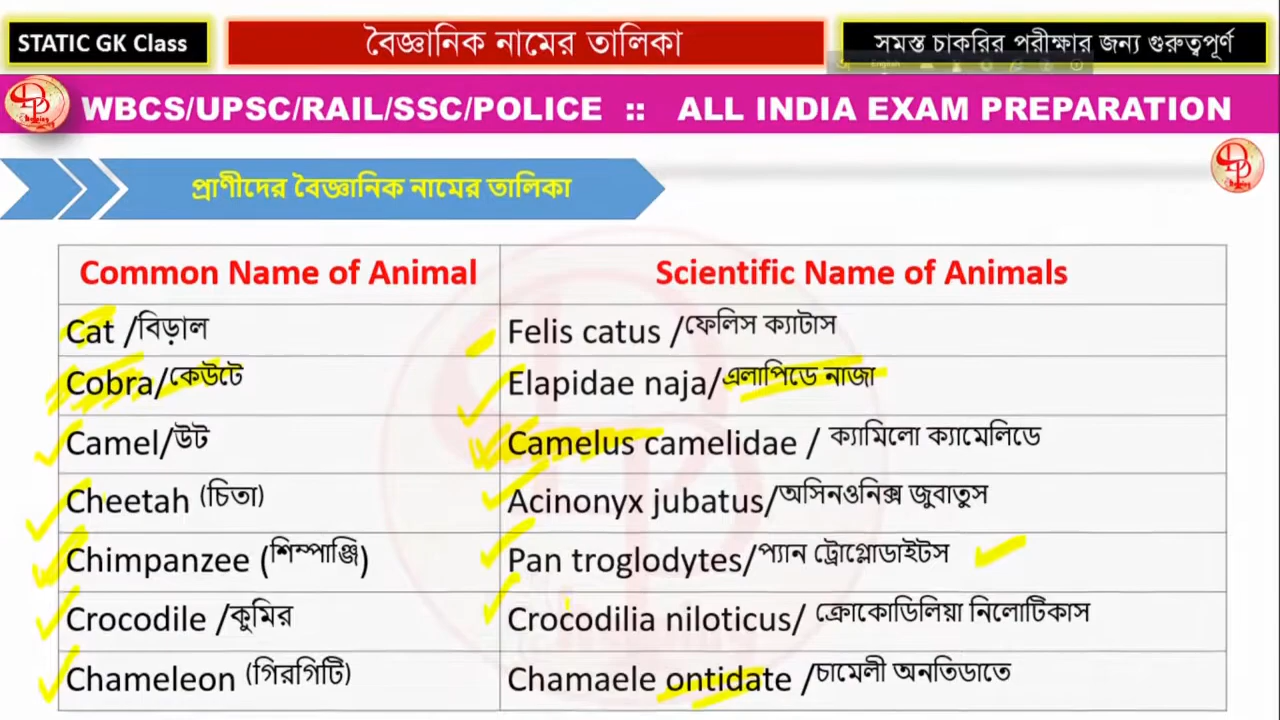 STATIC GK Class
বৈজ্ঞানিক নামের তালিকা
সমস্ত চাকরির পরীক্ষার জন্য গুরুত্বপূর্ণ
WBCS/UPSC/RAIL/SSC/POLICE :: ALL INDIA EXAM PREPARATION
প্রাণীদের বৈজ্ঞানিক নামের তালিকা
Common Name of Animal Scientific Name of Animals
Cat /বিড়াল Felis catus /ফেলিস ক্যাটাস
Cobra/কেউটে Elapidae naja/এলাপিডে নাজা
Camel/উট Camelus camelidae / ক্যামিলো ক্যামেলিডে
Cheetah (চিতা) Acinonyx jubatus/অসিনওনিক্স জুবাতুস
Chimpanzee (শিম্পাঞ্জি) Pan troglodytes/প্যান ট্রোগ্লোডাইটস
Crocodile /কুমির Crocodilia niloticus/ ক্রোকোডিলিয়া নিলোটিকাস
Chameleon (গিরগিটি) Chamaele ontidate /চামেলী অনতিডাতে